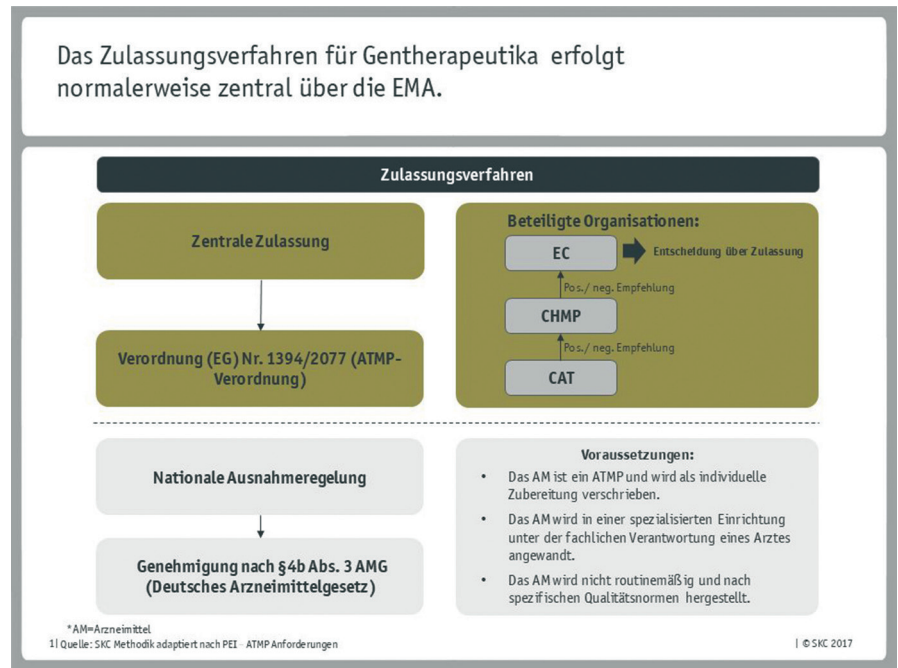 Das Zulassungsverfahren für Gentherapeutika erfolgt
normalerweise zentral über die EMA.
Zulassungsverfahren
Zentrale Zulassung
Verordnung (EG) Nr. 1394/2077 (ATMP-
Verordnung)
Beteiligte Organisationen:
EC
Entscheidung über Zulassung
Pos./ neg. Empfehlung
CHMP
Pos./ neg. Empfehlung
CAT
Nationale Ausnahmeregelung
Genehmigung nach §4b Abs. 3 AMG
(Deutsches Arzneimittelgesetz)
Voraussetzungen:
• Das AM ist ein ATMP und wird als individuelle
Zubereitung verschrieben.
• Das AM wird in einer spezialisierten Einrichtung
unter der fachlichen Verantwortung eines Arztes
angewandt.
• Das AM wird nicht routinemäßig und nach
spezifischen Qualitätsnormen hergestellt.
*AM=Arzneimittel
1| Quelle: SKC Methodik adaptiert nach PEI – ATMP Anforderungen
| © SKC 2017